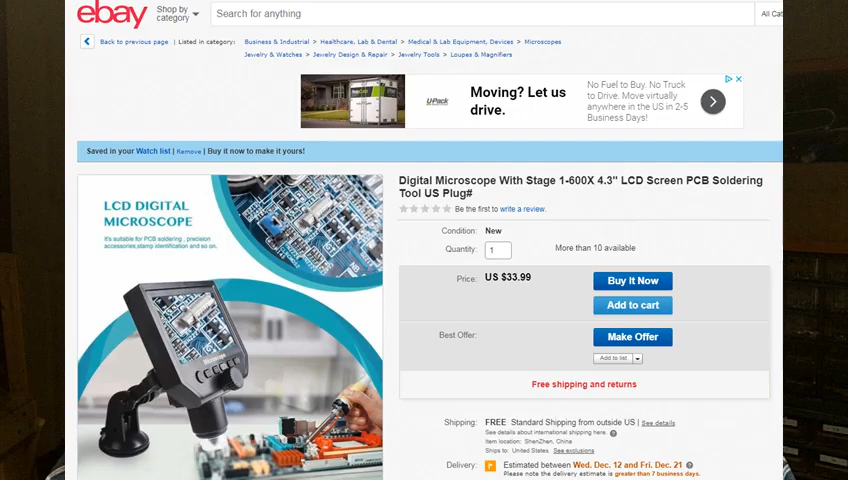 ebay
Shop by
category
Search for anything
All Cat
Back to previous page | Listed in category: Business & Industrial > Healthcare, Lab & Dental > Medical & Lab Equipment, Devices > Microscopes
Jewelry & Watches > Jewelry Design & Repair > Jewelry Tools > Loupes & Magnifiers
U-Pack
Moving? Let us
drive.
No Fuel to Buy. No Truck
to Drive. Move virtually
anywhere in the US in 2-5
Business Days!
Saved in your Watch list | Remove | Buy it now to make it yours!
LCD DIGITAL
MICROSCOPE
It's suitable for PCB soldering , precision
accessories,stamp identification and so on.
Microscope
Digital Microscope With Stage 1-600X 4.3" LCD Screen PCB Soldering
Tool US Plug#
Be the first to write a review.
Condition: New
Quantity: 1 More than 10 available
Price: US $33.99 Buy It Now
Add to cart
Best Offer: Make Offer
Add to list
Free shipping and returns
Shipping: FREE Standard Shipping from outside US | See details
See details about international shipping here.
Item location: ShenZhen, China
Ships to: United States See exclusions
Delivery: Estimated between Wed. Dec. 12 and Fri. Dec. 21
Please note the delivery estimate is greater than 7 business days.